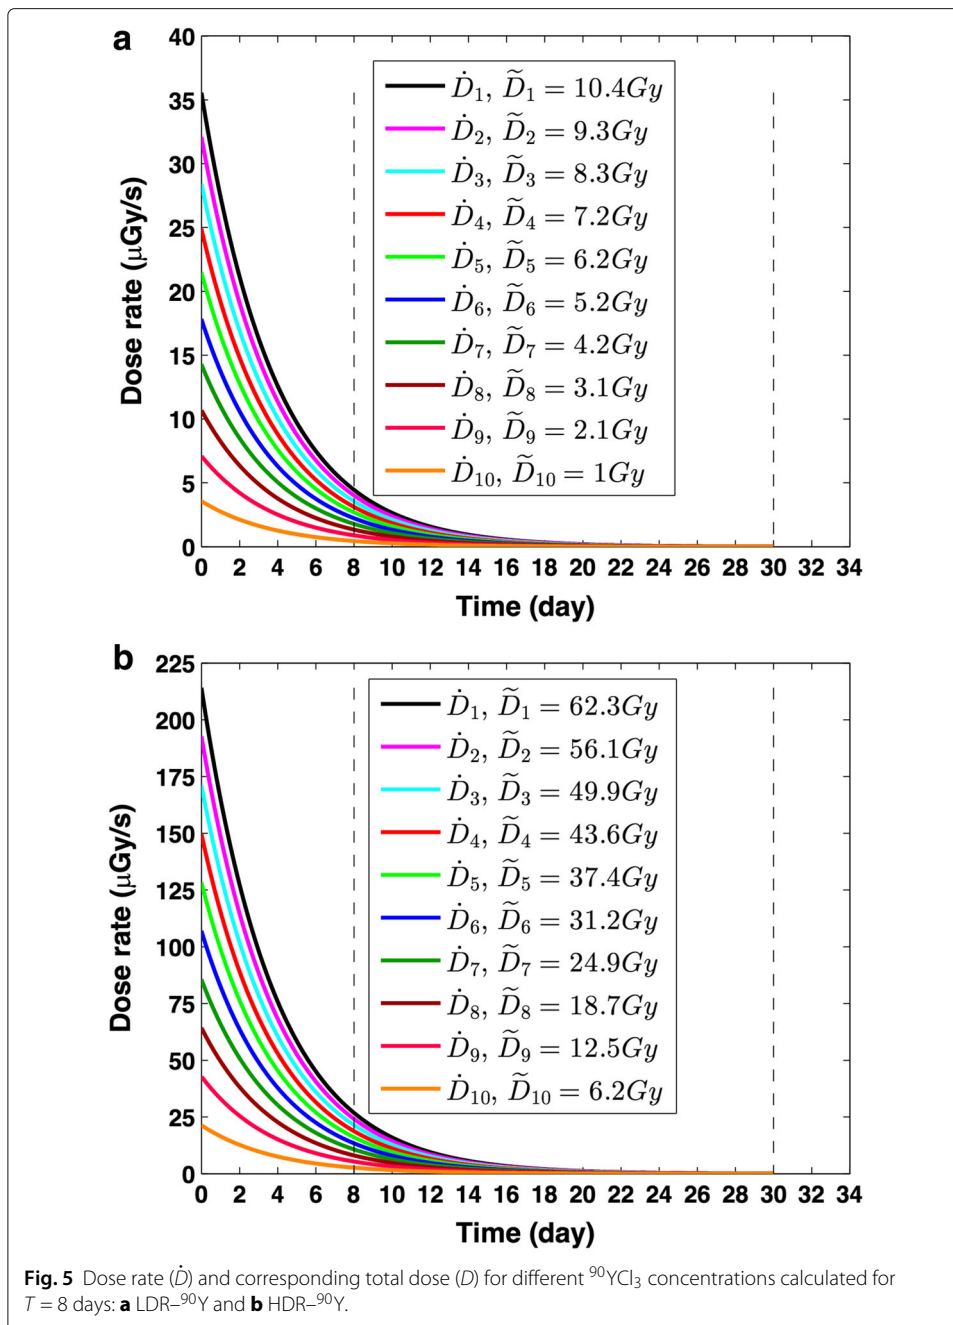 a
40
35
30
25
20
15
10
5
0
Dose rate (μGy/s)
Ḋ1, D̃1 = 10.4Gy
Ḋ2, D̃2 = 9.3Gy
Ḋ3, D̃3 = 8.3Gy
Ḋ4, D̃4 = 7.2Gy
Ḋ5, D̃5 = 6.2Gy
Ḋ6, D̃6 = 5.2Gy
Ḋ7, D̃7 = 4.2Gy
Ḋ8, D̃8 = 3.1Gy
Ḋ9, D̃9 = 2.1Gy
Ḋ10, D̃10 = 1Gy
0 2 4 6 8 10 12 14 16 18 20 22 24 26 28 30 32 34
Time (day)
b
225
200
175
150
125
100
75
50
25
0
Dose rate (μGy/s)
Ḋ1, D̃1 = 62.3Gy
Ḋ2, D̃2 = 56.1Gy
Ḋ3, D̃3 = 49.9Gy
Ḋ4, D̃4 = 43.6Gy
Ḋ5, D̃5 = 37.4Gy
Ḋ6, D̃6 = 31.2Gy
Ḋ7, D̃7 = 24.9Gy
Ḋ8, D̃8 = 18.7Gy
Ḋ9, D̃9 = 12.5Gy
Ḋ10, D̃10 = 6.2Gy
0 2 4 6 8 10 12 14 16 18 20 22 24 26 28 30 32 34
Time (day)
Fig. 5 Dose rate (Ḋ) and corresponding total dose (D) for different ⁹⁰YCl₃ concentrations calculated for
T = 8 days: a LDR–⁹⁰Y and b HDR–⁹⁰Y.